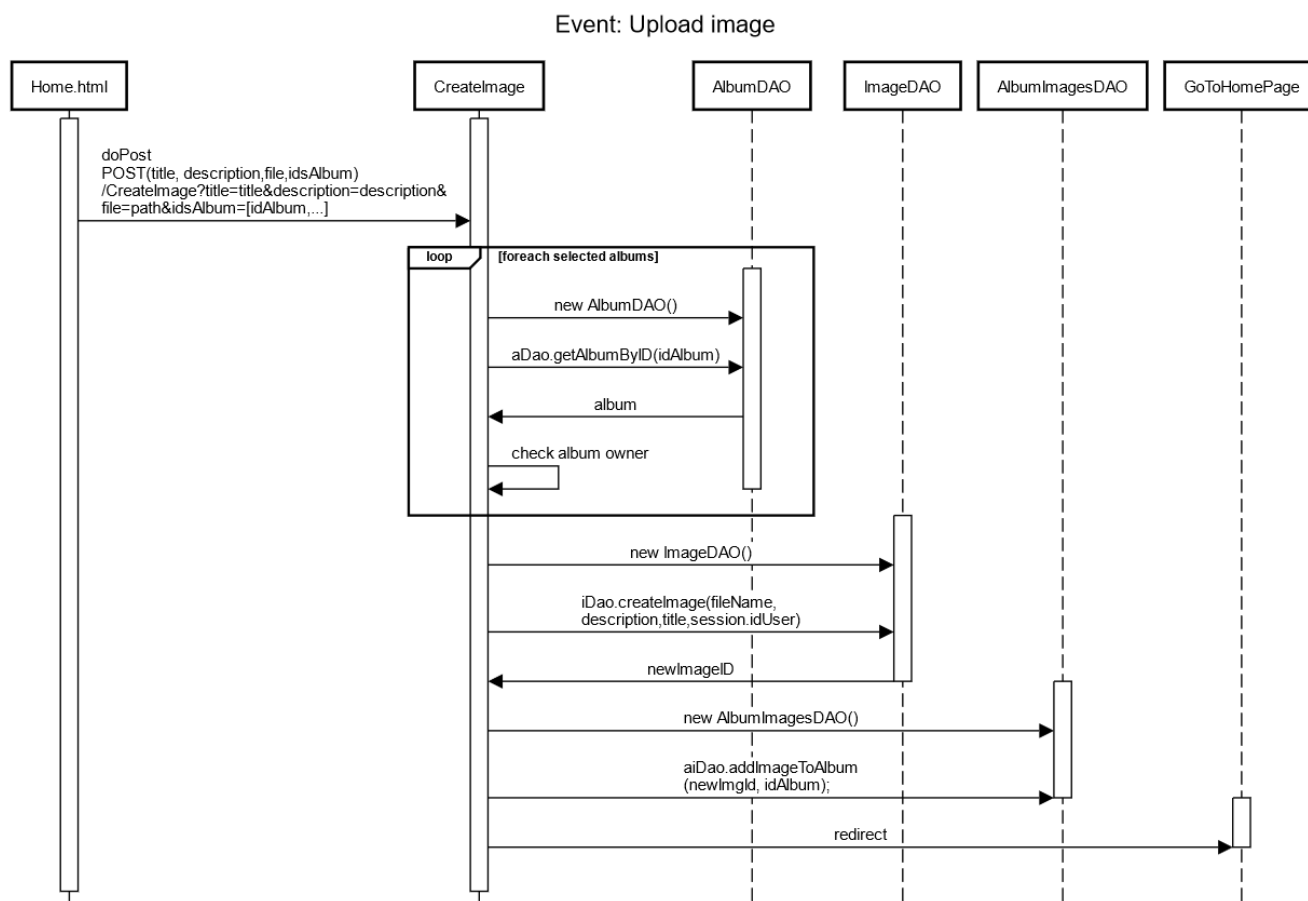 Event: Upload image
Home.html
CreateImage
AlbumDAO
ImageDAO
AlbumImagesDAO
GoToHomePage
doPost
POST(title, description,file,idsAlbum)
/CreateImage?title=title&description=description&
file=path&idsAlbum=[idAlbum,...]
loop
[foreach selected albums]
new AlbumDAO()
aDao.getAlbumByID(idAlbum)
album
check album owner
new ImageDAO()
iDao.createImage(fileName,
description,title,session.idUser)
newImageID
new AlbumImagesDAO()
aiDao.addImageToAlbum
(newImgId, idAlbum);
redirect